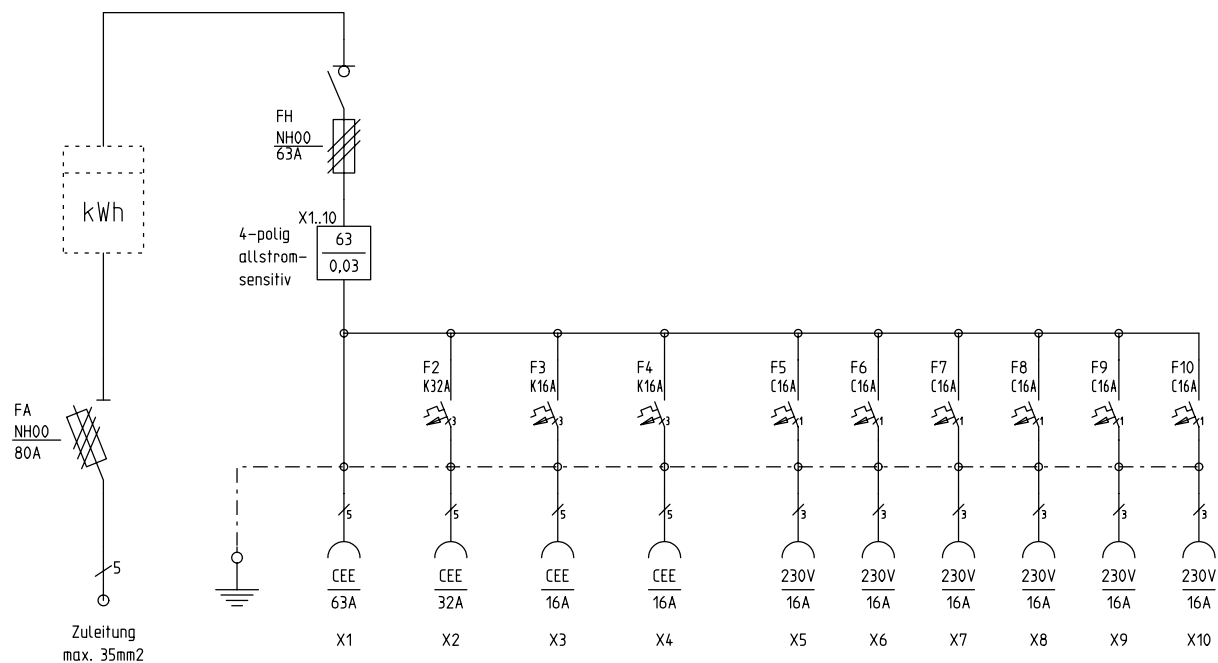 FH
NH00
63A
kWh
X1..10
4-polig
allstrom-
sensitiv
63
0,03
F2
K32A
3
F3
K16A
3
F4
K16A
3
F5
C16A
1
F6
C16A
1
F7
C16A
1
F8
C16A
1
F9
C16A
1
F10
C16A
1
FA
NH00
80A
5
5
5
5
5
3
3
3
3
3
3
CEE
63A
X1
CEE
32A
X2
CEE
16A
X3
CEE
16A
X4
230V
16A
X5
230V
16A
X6
230V
16A
X7
230V
16A
X8
230V
16A
X9
230V
16A
X10
Zuleitung
max. 35mm2